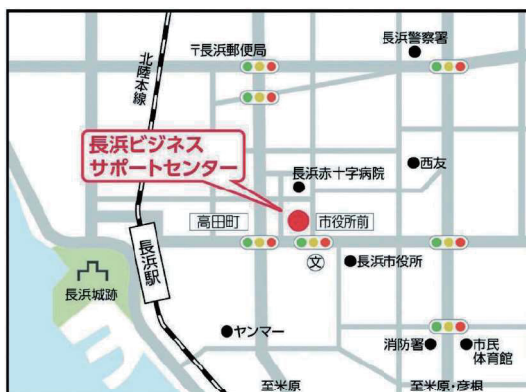 〒長浜郵便局
長浜警察署
北陸本線
長浜ビジネス
サポートセンター
長浜赤十字病院
西友
高田町
市役所前
長浜駅
文
長浜市役所
長浜城跡
ヤンマー
消防署
市民
体育館
至米原
至米原・彦根